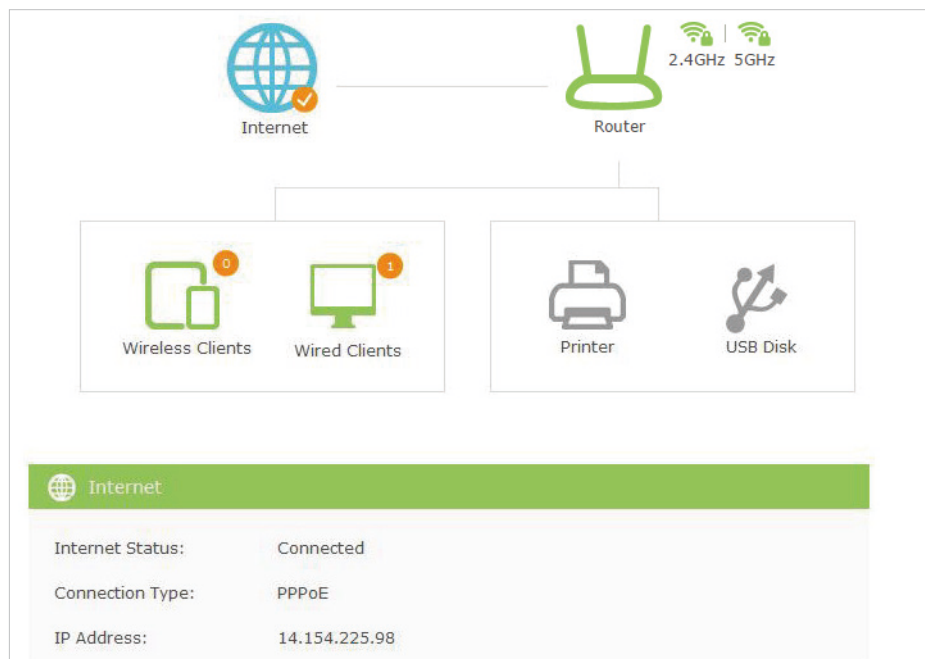 2.4GHz 5GHz
Internet
Router
0
1
Wireless Clients
Wired Clients
Printer
USB Disk
Internet
Internet Status: Connected
Connection Type: PPPoE
IP Address: 14.154.225.98